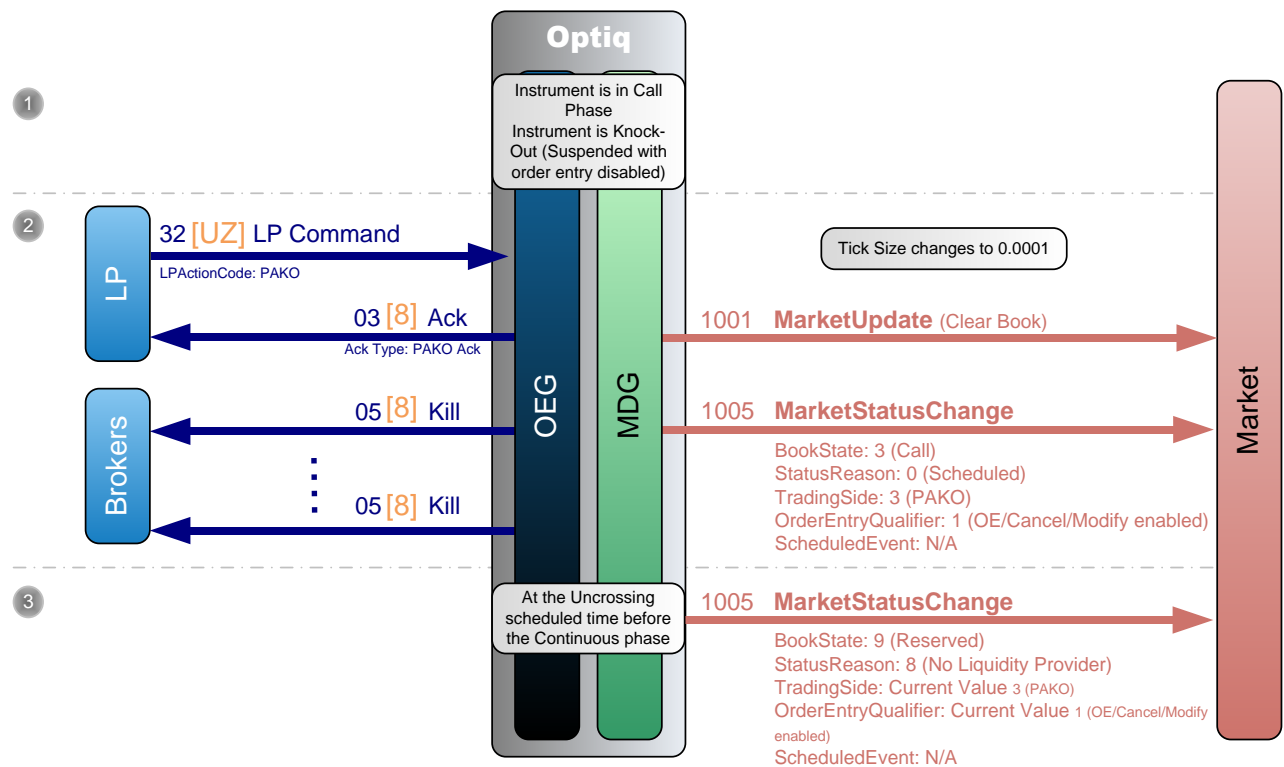 Optiq
1
Instrument is in Call
Phase
Instrument is Knock-
Out (Suspended with
order entry disabled)
2
LP
32 [UZ] LP Command
LPActionCode: PAKO
Tick Size changes to 0.0001
03 [8] Ack
Ack Type: PAKO Ack
1001 MarketUpdate (Clear Book)
OEG
MDG
Market
Brokers
05 [8] Kill
05 [8] Kill
1005 MarketStatusChange
BookState: 3 (Call)
StatusReason: 0 (Scheduled)
TradingSide: 3 (PAKO)
OrderEntryQualifier: 1 (OE/Cancel/Modify enabled)
ScheduledEvent: N/A
3
At the Uncrossing
scheduled time before
the Continuous phase
1005 MarketStatusChange
BookState: 9 (Reserved)
StatusReason: 8 (No Liquidity Provider)
TradingSide: Current Value 3 (PAKO)
OrderEntryQualifier: Current Value 1 (OE/Cancel/Modify
enabled)
ScheduledEvent: N/A